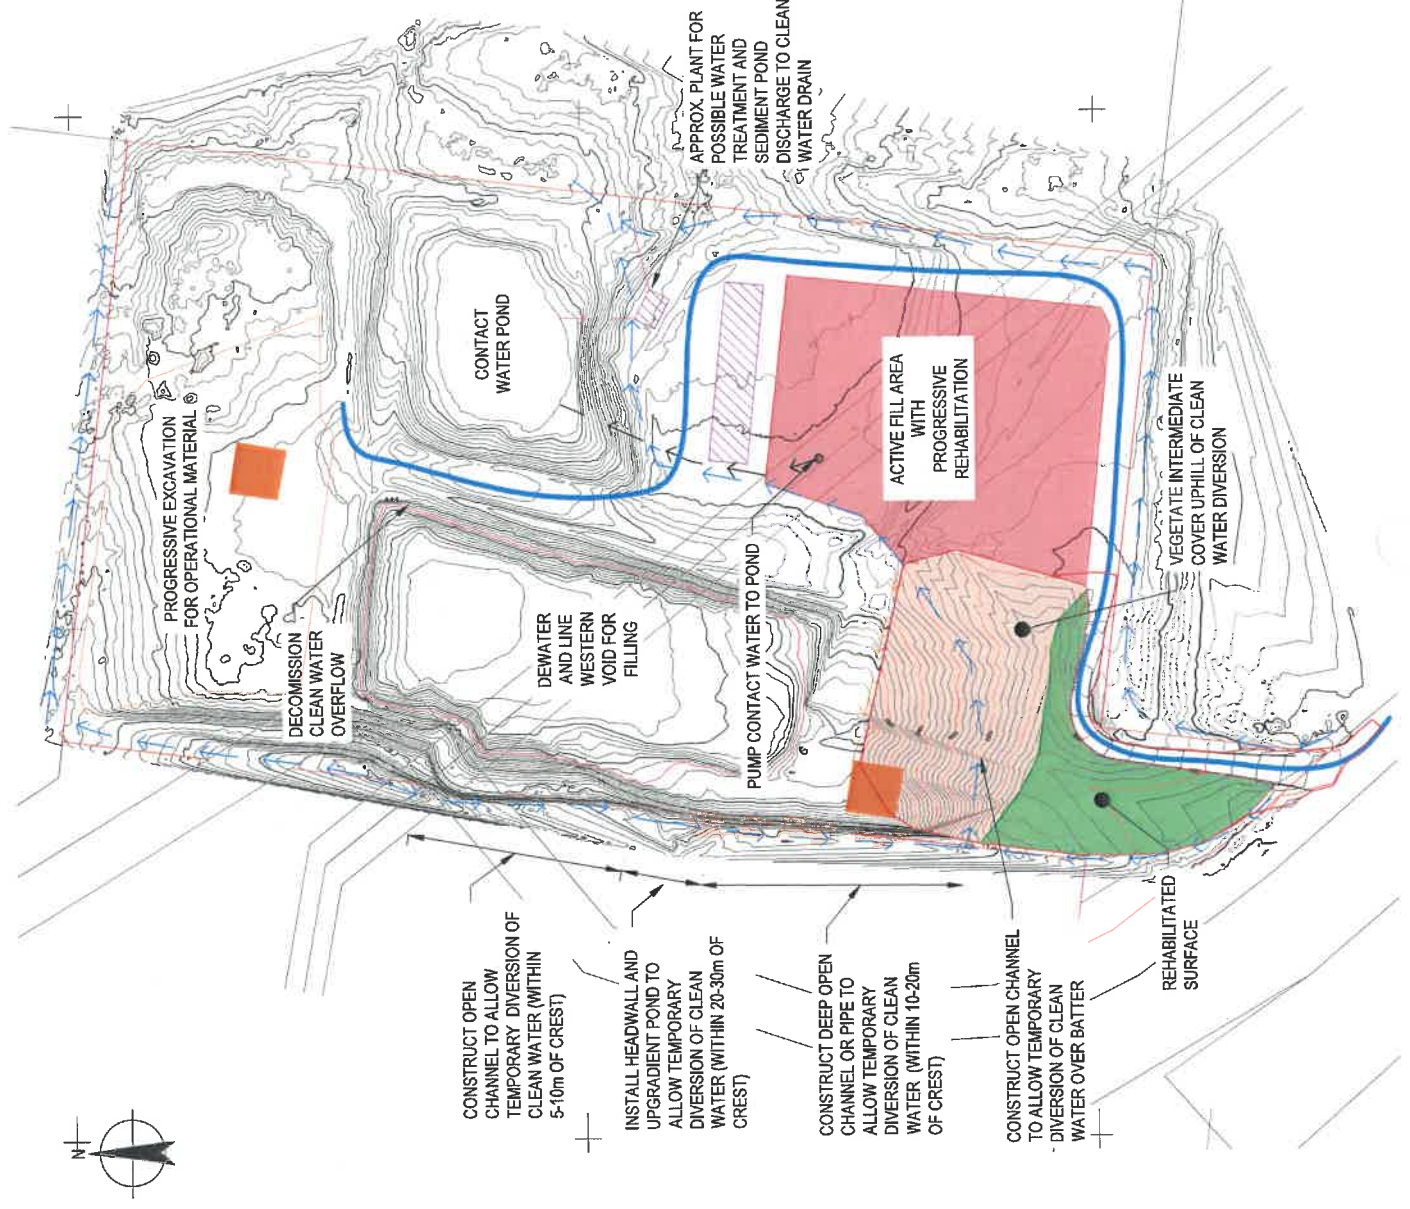 APPROX. PLANT FOR
POSSIBLE WATER
TREATMENT AND
SEDIMENT POND
DISCHARGE TO CLEAN
WATER DRAIN
PROGRESSIVE EXCAVATION
FOR OPERATIONAL MATERIAL
CONTACT
WATER POND
ACTIVE FILL AREA
WITH
PROGRESSIVE
REHABILITATION
VEGETATE INTERMEDIATE
COVER UPHILL OF CLEAN
WATER DIVERSION
DECOMISSION
CLEAN WATER
OVERFLOW
DEWATER
AND LINE
WESTERN
VOID FOR
FILLING
PUMP CONTACT WATER TO POND
CONSTRUCT OPEN
CHANNEL TO ALLOW
TEMPORARY DIVERSION OF
CLEAN WATER (WITHIN
5-10m OF CREST)
INSTALL HEADWALL AND
UPGRADIENT POND TO
ALLOW TEMPORARY
DIVERSION OF CLEAN
WATER (WITHIN 20-30m OF
CREST)
CONSTRUCT DEEP OPEN
CHANNEL OR PIPE TO
ALLOW TEMPORARY
DIVERSION OF CLEAN
WATER (WITHIN 10-20m
OF CREST)
CONSTRUCT OPEN CHANNEL
TO ALLOW TEMPORARY
DIVERSION OF CLEAN
WATER OVER BATTER
REHABILITATED
SURFACE
N